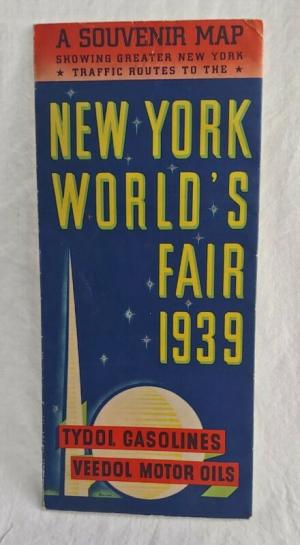 A SOUVENIR MAP
SHOWING GREATER NEW YORK
★ TRAFFIC ROUTES TO THE ★
NEW YORK
WORLD'S
FAIR
1939
TYDOL GASOLINES
VEEDOL MOTOR OILS